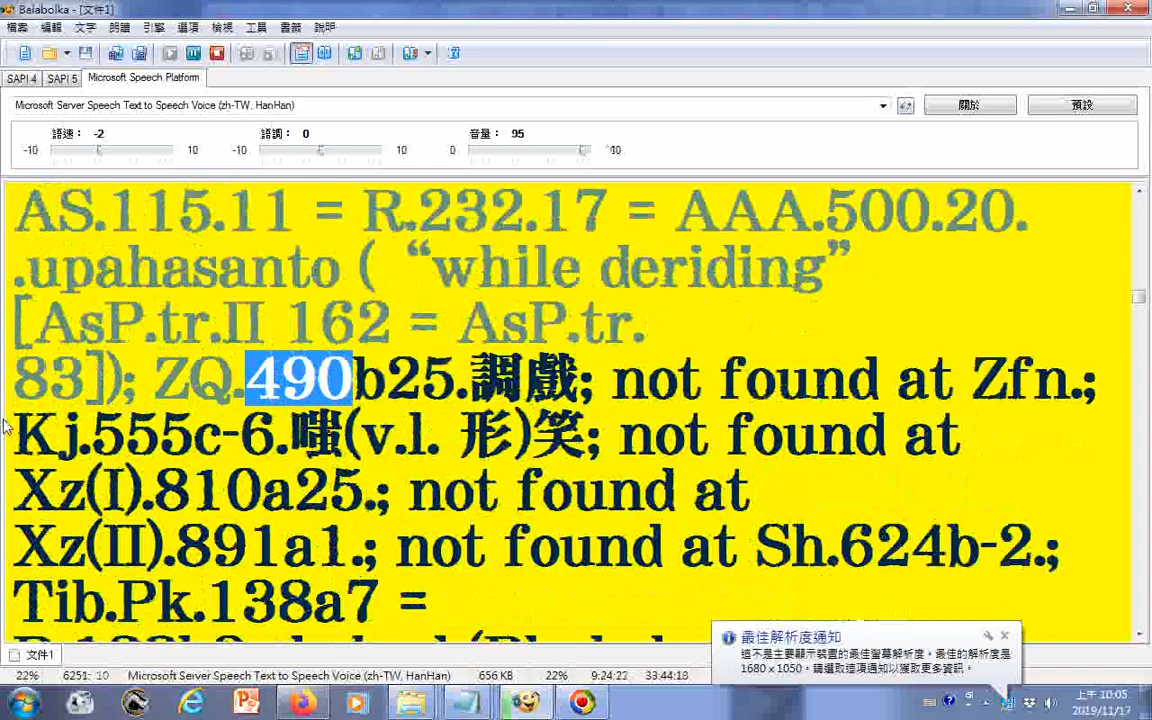 Balabolka - [文件1]
檔案 編輯 文字 朗讀 引擎 選項 檢視 工具 書籤 說明
SAPI 4 SAPI 5 Microsoft Speech Platform
Microsoft Server Speech Text to Speech Voice (zh-TW, HanHan) 關於 預設
語速： -2 語調： 0 音量： 95
-10 10 -10 10 0
AS.115.11 = R.232.17 = AAA.500.20.
.upahasanto (“while deriding”
[AsP.tr.II 162 = AsP.tr.
83]); ZQ.490b25.調戲; not found at Zfn.;
Kj.555c-6.嗤(v.l. 形)笑; not found at
Xz(I).810a25.; not found at
Xz(II).891a1.; not found at Sh.624b-2.;
Tib.Pk.138a7 =
最佳解析度通知
這不是主要顯示裝置的最佳螢幕解析度。最佳的解析度是
1680 x 1050。請選取這項通知以獲取更多資訊。
文件1
22% 6251: 10 Microsoft Server Speech Text to Speech Voice (zh-TW, HanHan) 656 KB 22% 9:24:22 33:44:18
上午 10:05
2019/11/17